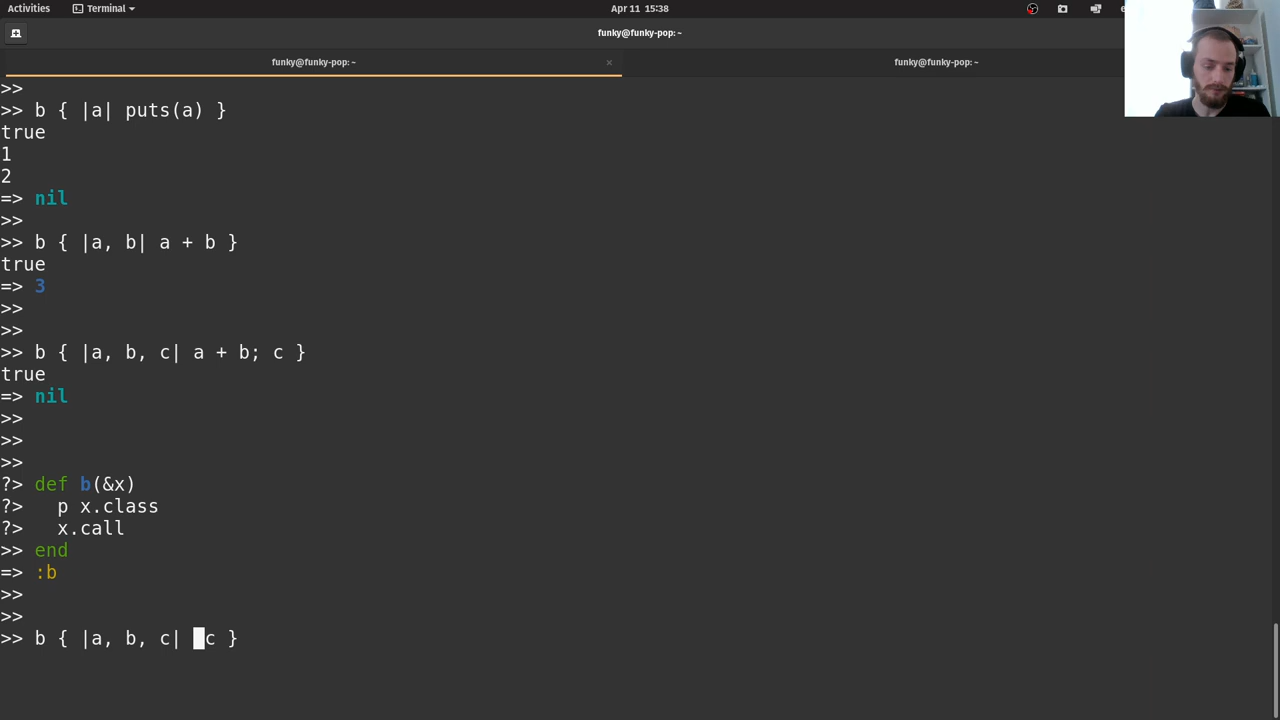 Activities
Terminal
Apr 11 15:38
funky@funky-pop: ~
funky@funky-pop: ~ ×
funky@funky-pop: ~
>>
>> b { |a| puts(a) }
true
1
2
=> nil
>>
>> b { |a, b| a + b }
true
=> 3
>>
>>
>> b { |a, b, c| a + b; c }
true
=> nil
>>
>>
>>
?> def b(&x)
?>   p x.class
?>   x.call
>> end
=> :b
>>
>>
>> b { |a, b, c| c }